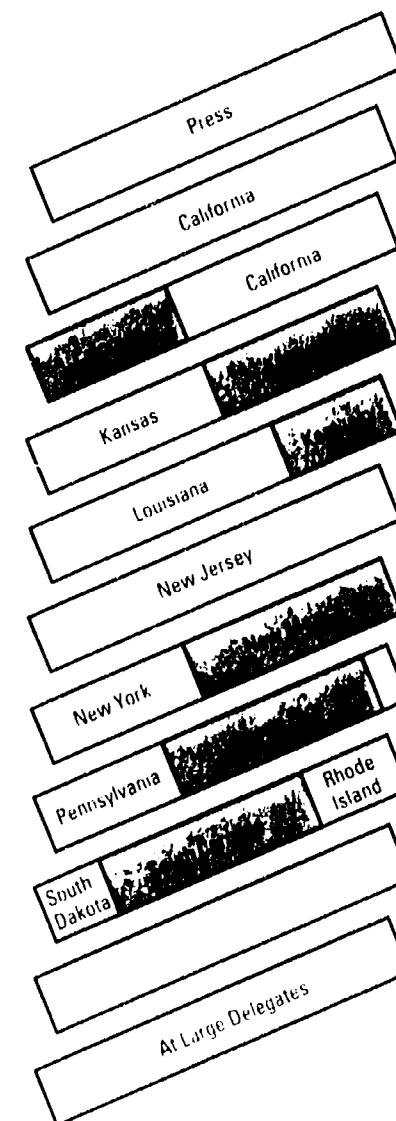 Press
California
California
Kansas
Louisiana
New Jersey
New York
Pennsylvania
Rhode
Island
South
Dakota
At Large Delegates